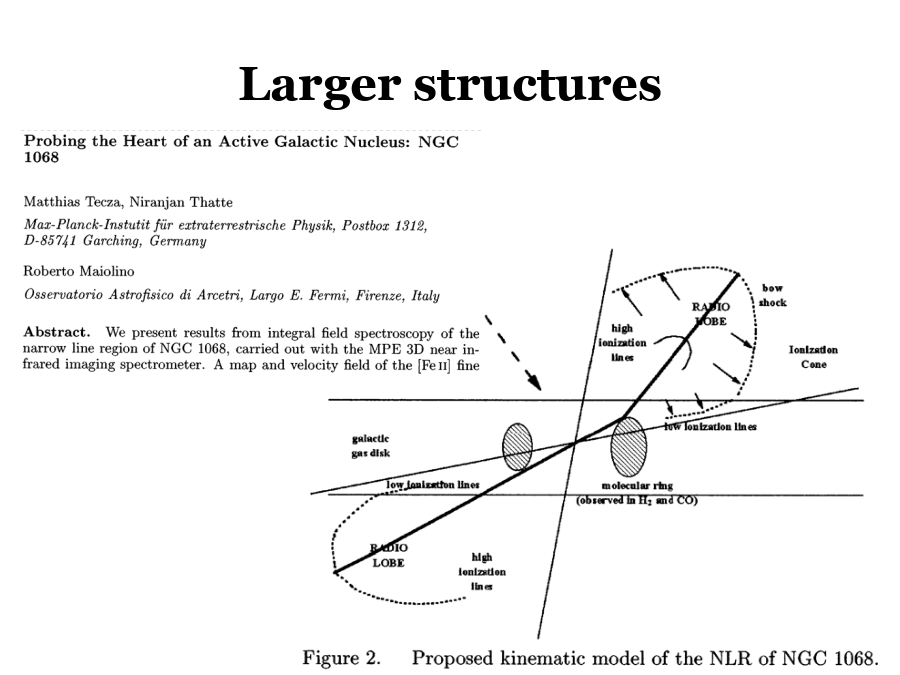 Larger structures
Probing the Heart of an Active Galactic Nucleus: NGC
1068
Matthias Tecza, Niranjan Thatte
Max-Planck-Instutit für extraterrestrische Physik, Postbox 1312,
D-85741 Garching, Germany
Roberto Maiolino
Osservatorio Astrofisico di Arcetri, Largo E. Fermi, Firenze, Italy
Abstract. We present results from integral field spectroscopy of the
narrow line region of NGC 1068, carried out with the MPE 3D near in-
frared imaging spectrometer. A map and velocity field of the [Fe II] fine
bow
shock
RADIO
LOBE
high
ionization
lines
Ionization
Cone
low ionization lines
galactic
gas disk
low ionization lines
molecular ring
(observed in H₂ and CO)
RADIO
LOBE
high
ionization
lines
Figure 2. Proposed kinematic model of the NLR of NGC 1068.